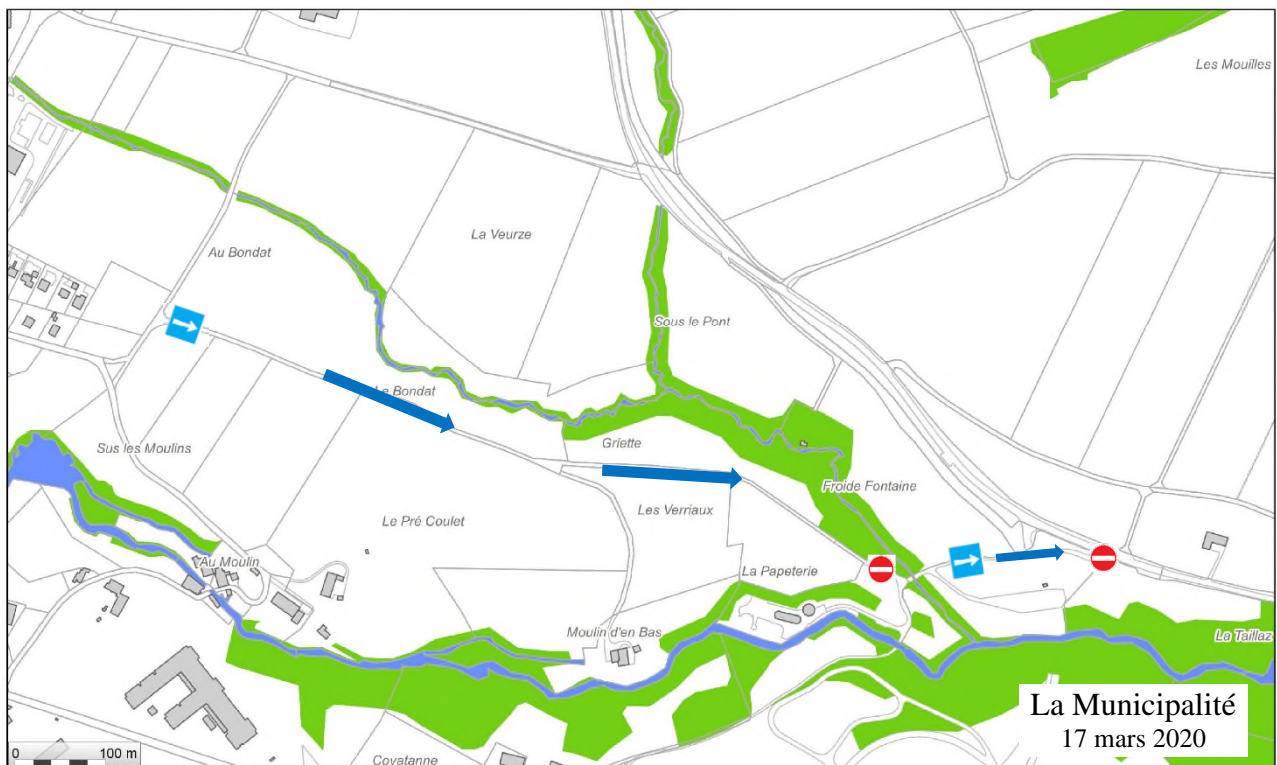 Les Mouilles
La Veurze
Au Bondat
Sous le Pont
Le Bondat
Griette
Sus les Moulins
Froide Fontaine
Les Verriaux
Le Pré Coulet
Au Moulin
La Papeterie
Moulin d'en Bas
La Taillaz
La Municipalité
17 mars 2020
0 100 m
Covatanne